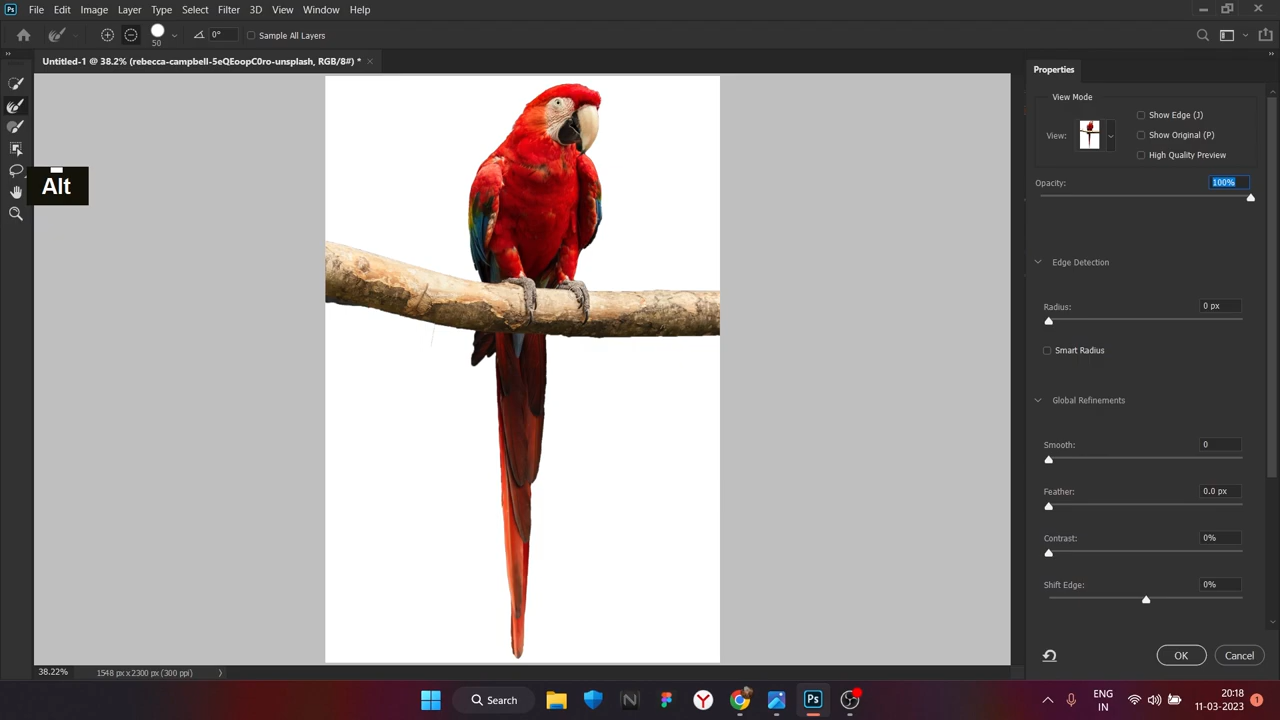 Ps File Edit Image Layer Type Select Filter 3D View Window Help
50 0° Sample All Layers
Untitled-1 @ 38.2% (rebecca-campbell-5eQEoopC0ro-unsplash, RGB/8#) * ×
Alt
Properties
View Mode
Show Edge (J)
View: Show Original (P)
High Quality Preview
Opacity: 100%
Edge Detection
Radius: 0 px
Smart Radius
Global Refinements
Smooth: 0
Feather: 0.0 px
Contrast: 0%
Shift Edge: 0%
OK Cancel
38.22% 1548 px x 2300 px (300 ppi)
Search
N
Y
Ps
ENG
IN
20:18
11-03-2023
1